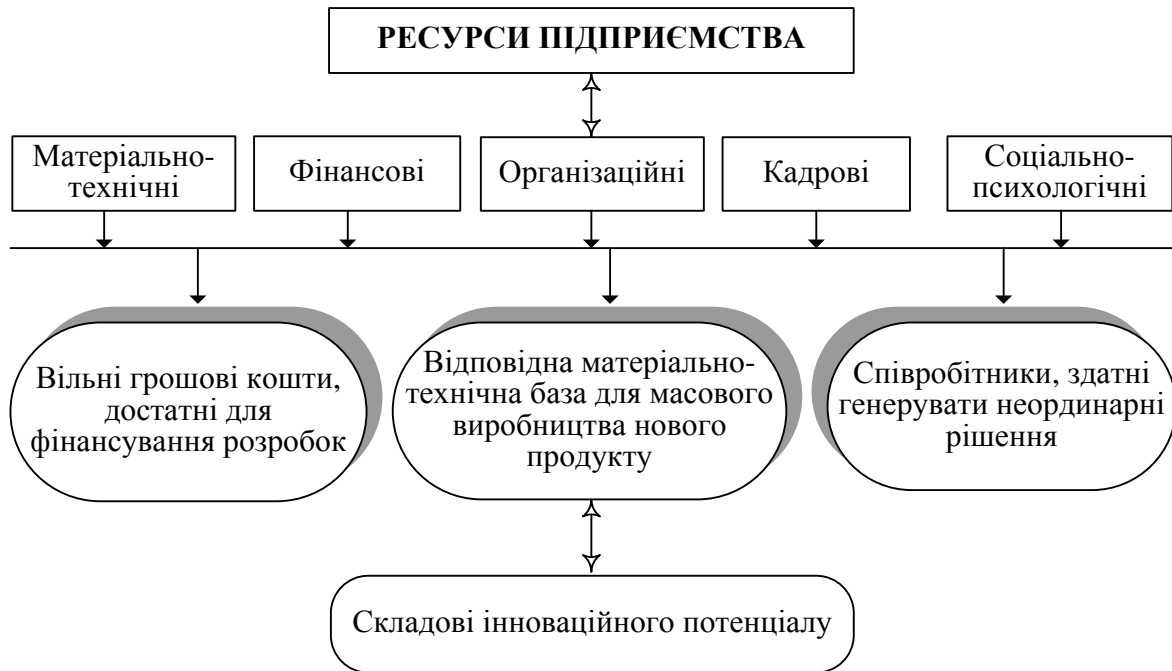 РЕСУРСИ ПІДПРИЄМСТВА
Матеріально-
технічні
Фінансові
Організаційні
Кадрові
Соціально-
психологічні
Вільні грошові кошти,
достатні для
фінансування розробок
Відповідна матеріально-
технічна база для масового
виробництва нового
продукту
Співробітники, здатні
генерувати неординарні
рішення
Складові інноваційного потенціалу